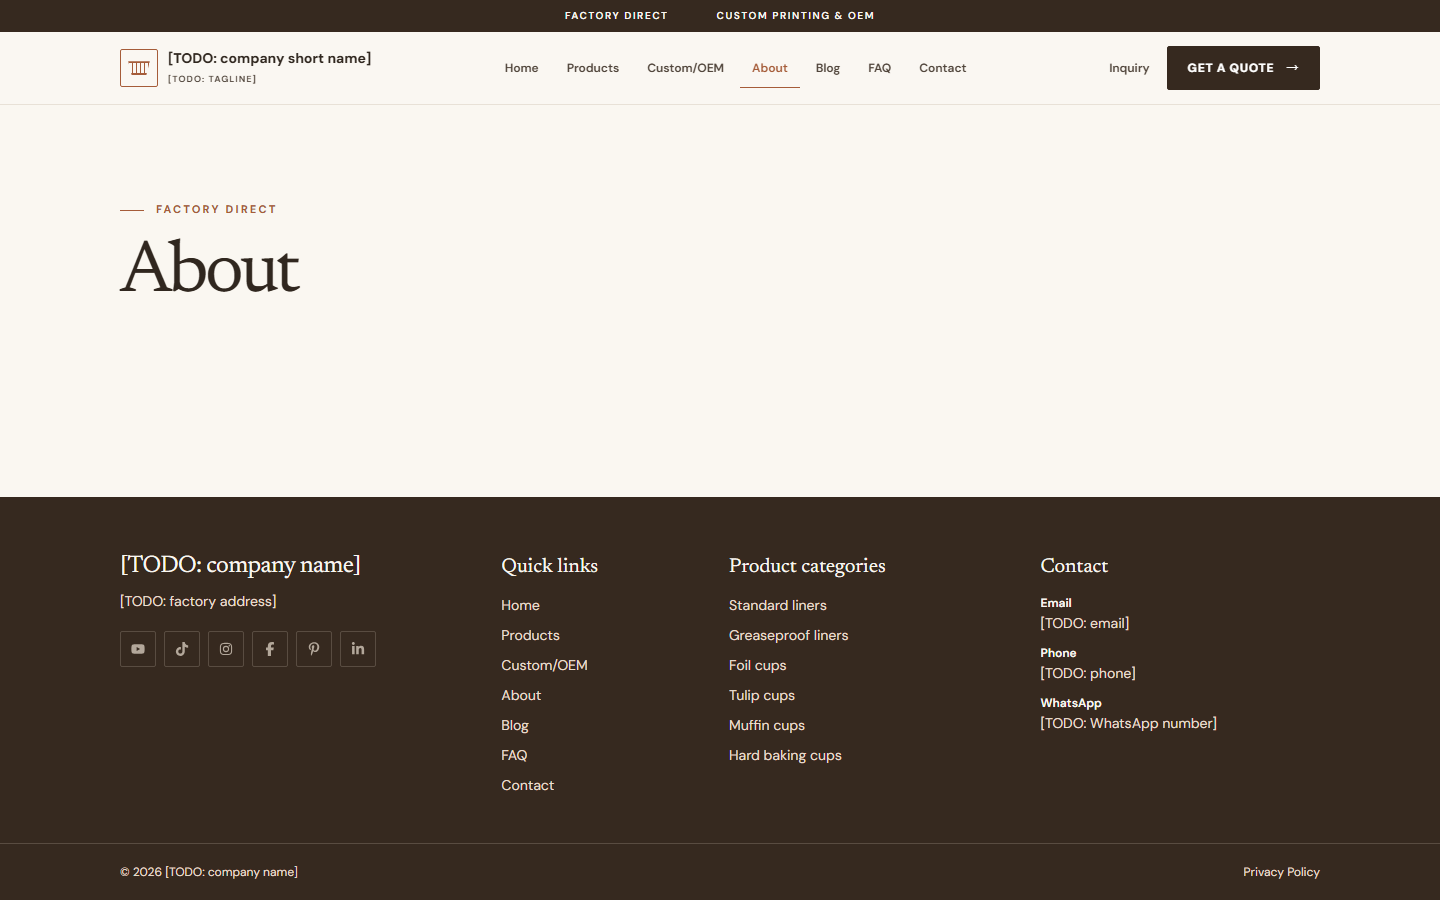 FACTORY DIRECT CUSTOM PRINTING & OEM
[TODO: company short name]
[TODO: TAGLINE]
Home Products Custom/OEM About Blog FAQ Contact
Inquiry GET A QUOTE →
FACTORY DIRECT
About
[TODO: company name]
[TODO: factory address]
Quick links
Home
Products
Custom/OEM
About
Blog
FAQ
Contact
Product categories
Standard liners
Greaseproof liners
Foil cups
Tulip cups
Muffin cups
Hard baking cups
Contact
Email
[TODO: email]
Phone
[TODO: phone]
WhatsApp
[TODO: WhatsApp number]
© 2026 [TODO: company name]
Privacy Policy